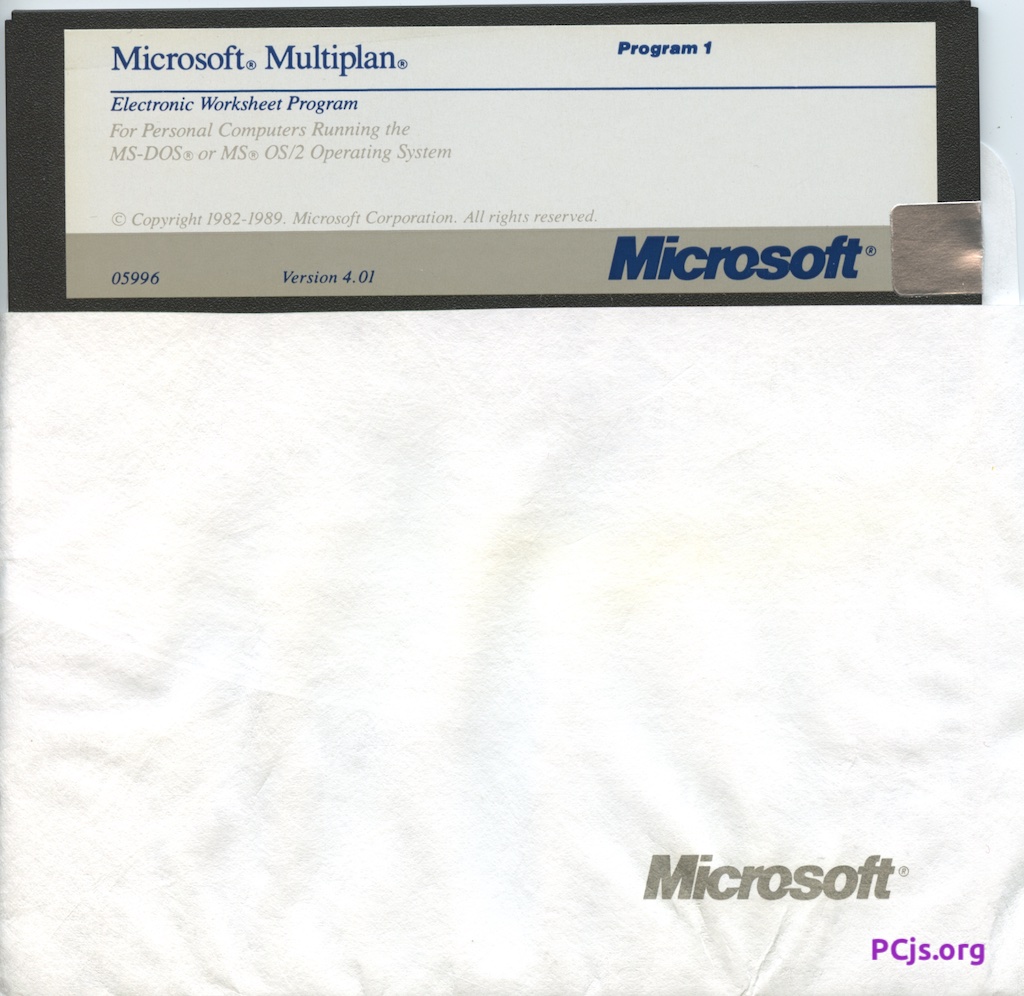 Microsoft® Multiplan®
Program 1
Electronic Worksheet Program
For Personal Computers Running the
MS-DOS® or MS® OS/2 Operating System
© Copyright 1982-1989. Microsoft Corporation. All rights reserved.
Microsoft®
05996 Version 4.01
Microsoft®
PCjs.org